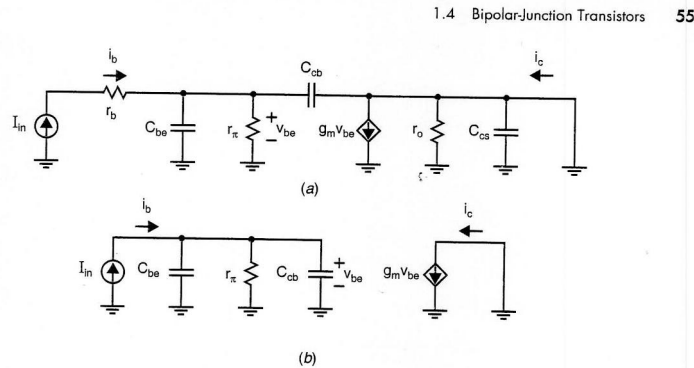 1.4 Bipolar-Junction Transistors 55
i_b C_cb i_c
I_in r_b C_be r_π + v_be − g_m v_be r_o C_cs
(a)
i_b i_c
I_in C_be r_π C_cb + v_be − g_m v_be
(b)